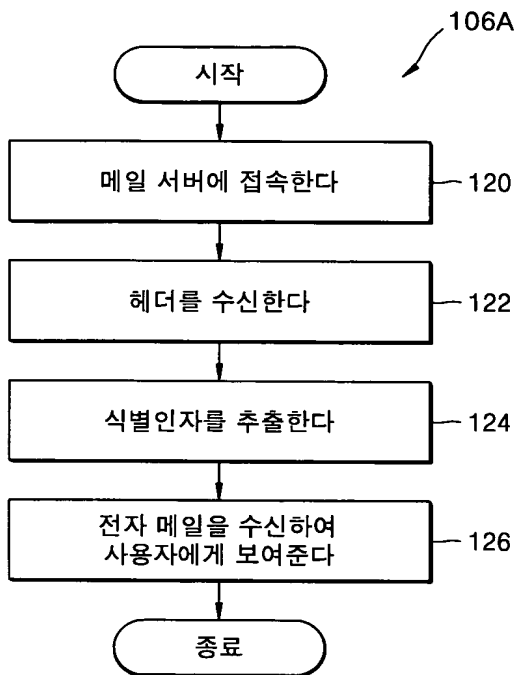 106A
시작
메일 서버에 접속한다
120
헤더를 수신한다
122
식별인자를 추출한다
124
전자 메일을 수신하여
사용자에게 보여준다
126
종료